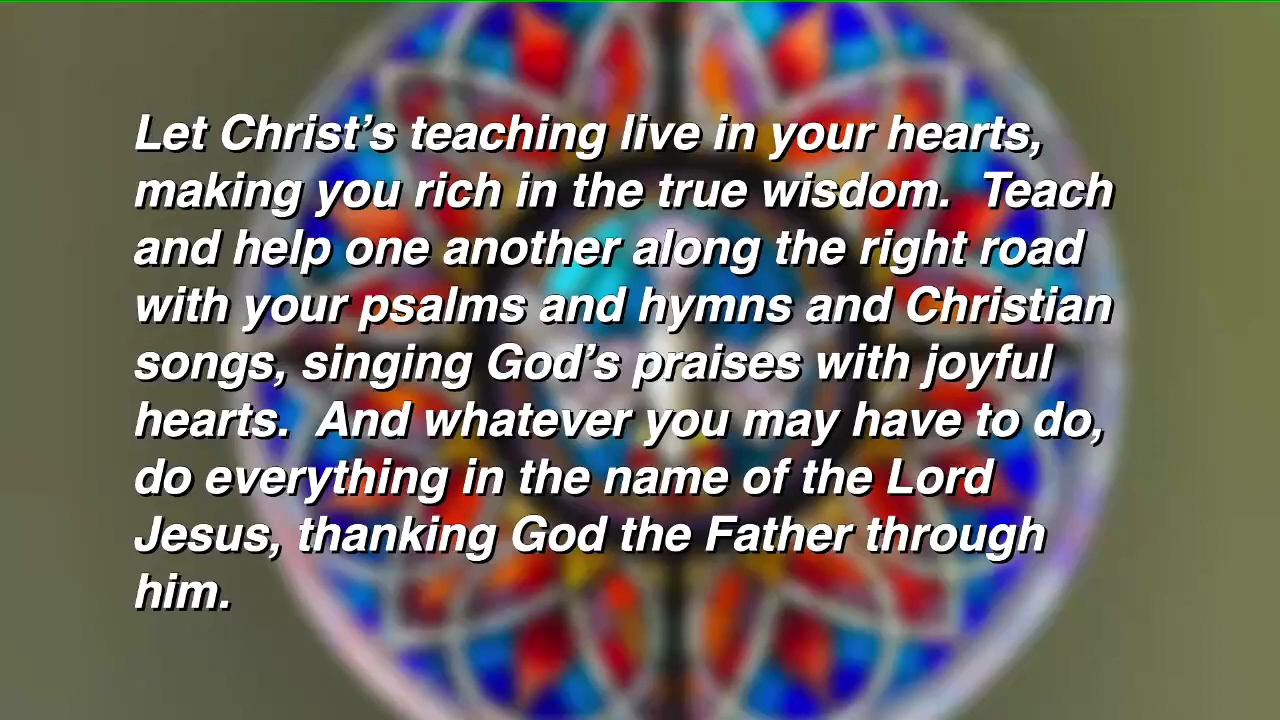 Let Christ’s teaching live in your hearts,
making you rich in the true wisdom.  Teach
and help one another along the right road
with your psalms and hymns and Christian
songs, singing God’s praises with joyful
hearts.  And whatever you may have to do,
do everything in the name of the Lord
Jesus, thanking God the Father through
him.